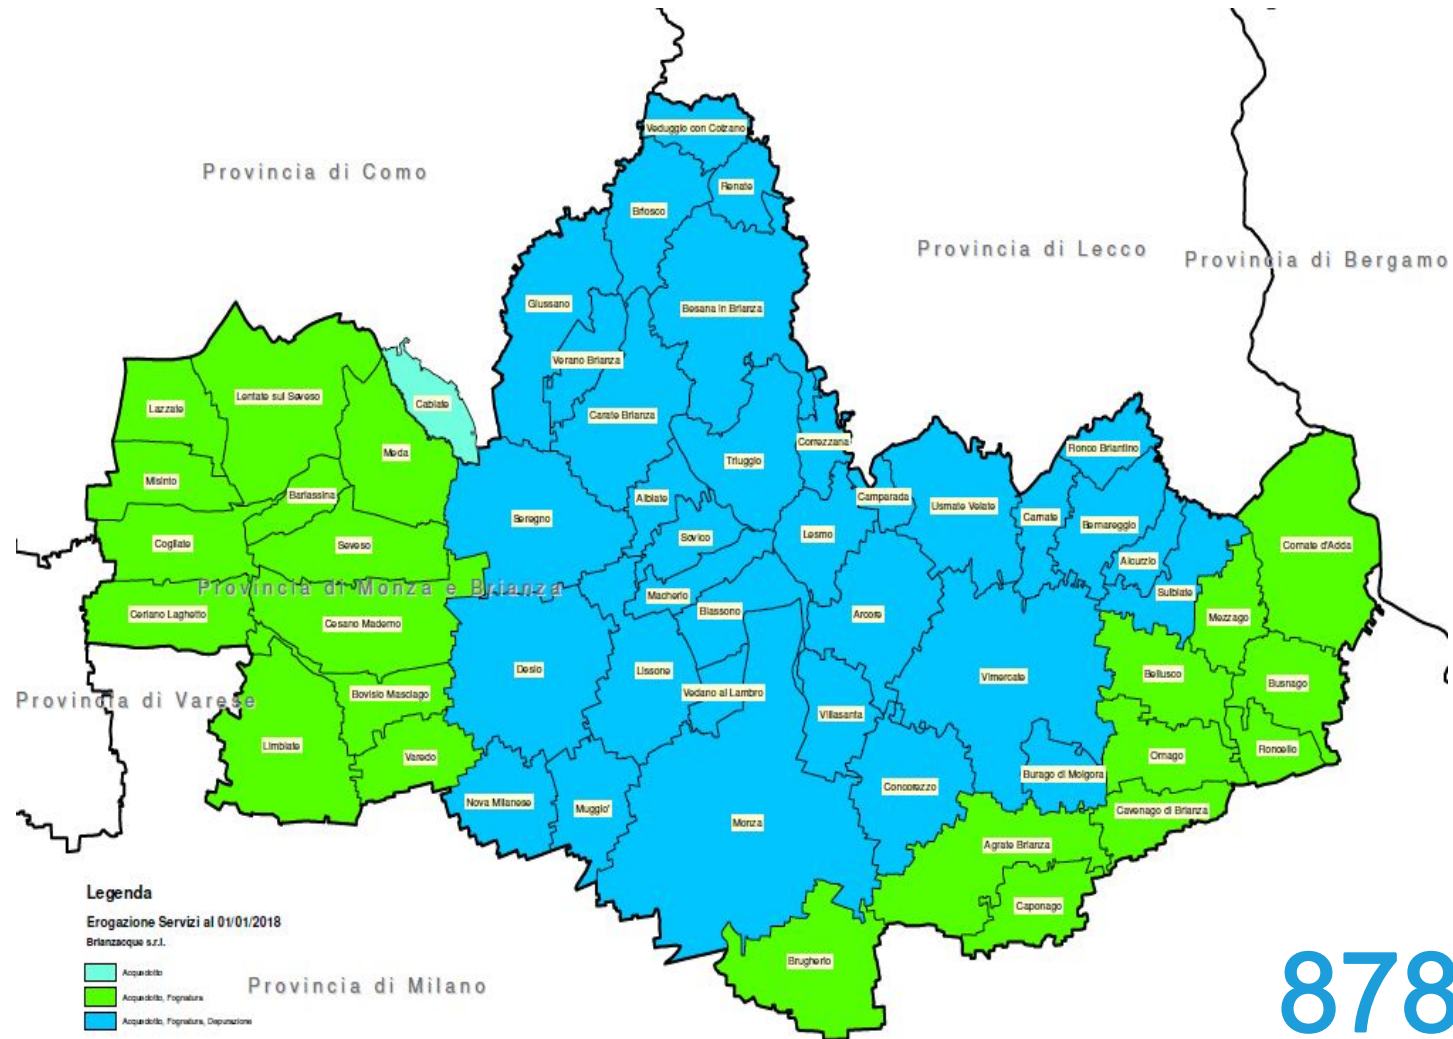 Veduggio con Colzano
Provincia di Como
Renate
Briosco
Provincia di Lecco
Provincia di Bergamo
Giussano
Besana in Brianza
Verano Brianza
Lentate sul Seveso
Cabiate
Lazzate
Carate Brianza
Correzzana
Ronco Briantino
Meda
Triuggio
Misinto
Barlassina
Albiate
Camparada
Usmate Velate
Seregno
Carnate
Bernareggio
Sovico
Lesmo
Cogliate
Seveso
Cornate d'Adda
Aicurzio
Provincia di Monza e Brianza
Sulbiate
Macherio
Biassono
Ceriano Laghetto
Arcore
Mezzago
Cesano Maderno
Desio
Lissone
Vimercate
Bellusco
Busnago
Bovisio Masciago
Vedano al Lambro
Provincia di Varese
Villasanta
Limbiate
Roncello
Varedo
Ornago
Burago di Molgora
Concorezzo
Nova Milanese
Muggio'
Cavenago di Brianza
Monza
Agrate Brianza
Caponago
Brugherio
Legenda
Erogazione Servizi al 01/01/2018
Brianzacque s.r.l.
Acquedotto
Acquedotto, Fognatura
Acquedotto, Fognatura, Depurazione
Provincia di Milano
878